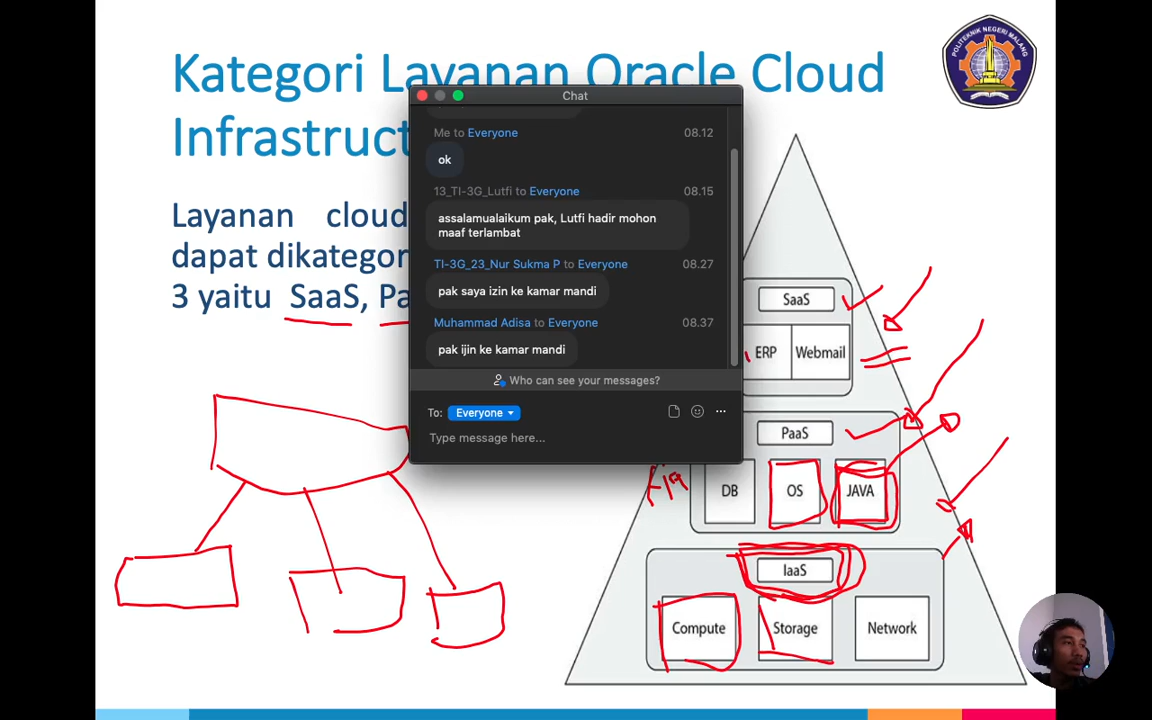 Kategori Layanan Oracle Cloud
Infrastruct
POLITEKNIK NEGERI MALANG
Layanan cloud
dapat dikategor
3 yaitu SaaS, Pa
Chat
Me to Everyone 08.12
ok
13_TI-3G_Lutfi to Everyone 08.15
assalamualaikum pak, Lutfi hadir mohon
maaf terlambat
TI-3G_23_Nur Sukma P to Everyone 08.27
pak saya izin ke kamar mandi
Muhammad Adisa to Everyone 08.37
pak ijin ke kamar mandi
Who can see your messages?
To: Everyone
Type message here...
SaaS
ERP Webmail
PaaS
DB OS JAVA
IaaS
Compute Storage Network